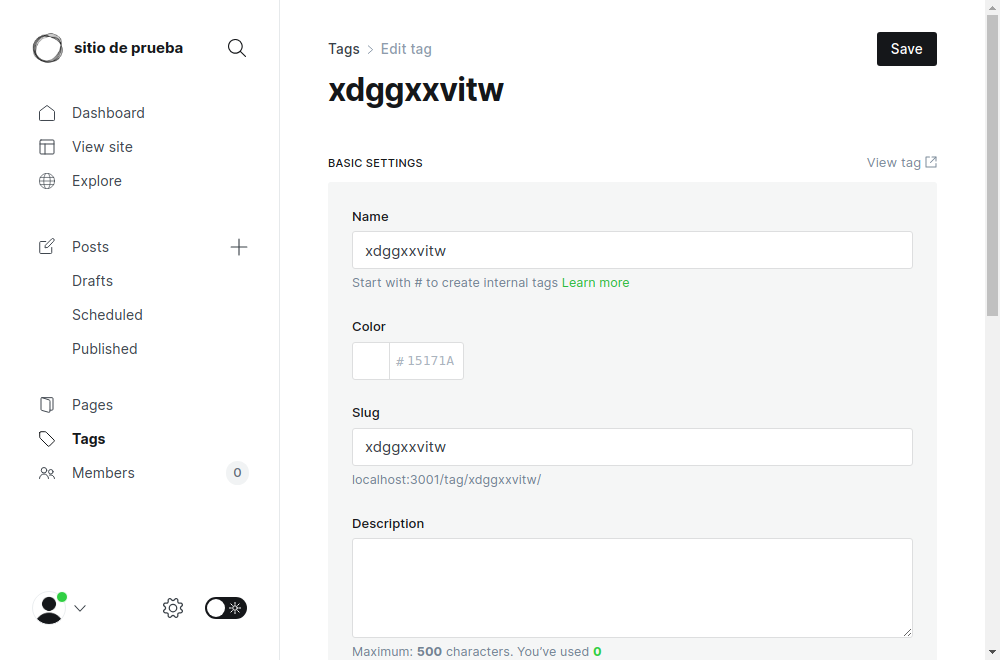 sitio de prueba
Dashboard
View site
Explore
Posts
Drafts
Scheduled
Published
Pages
Tags
Members 0
Tags > Edit tag
Save
xdggxxvitw
BASIC SETTINGS
View tag
Name
xdggxxvitw
Start with # to create internal tags Learn more
Color
# 15171A
Slug
xdggxxvitw
localhost:3001/tag/xdggxxvitw/
Description
Maximum: 500 characters. You've used 0